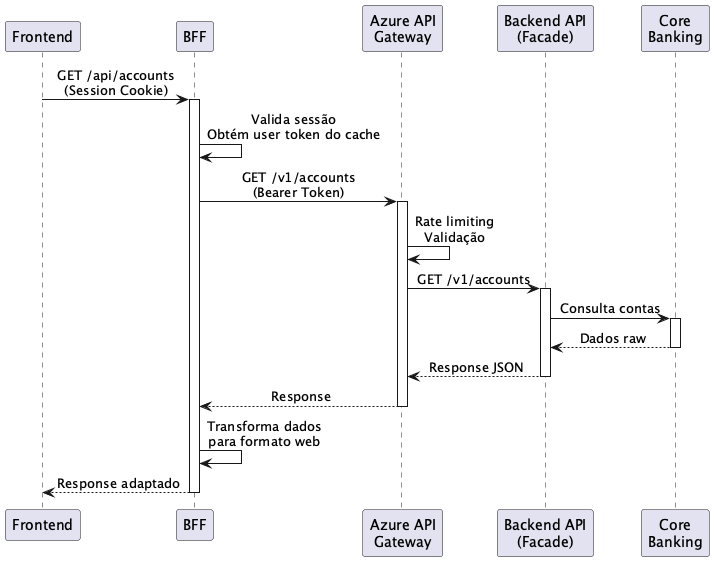 Frontend
BFF
Azure API
Gateway
Backend API
(Facade)
Core
Banking
GET /api/accounts
(Session Cookie)
Valida sessão
Obtém user token do cache
GET /v1/accounts
(Bearer Token)
Rate limiting
Validação
GET /v1/accounts
Consulta contas
Dados raw
Response JSON
Response
Transforma dados
para formato web
Response adaptado
Frontend
BFF
Azure API
Gateway
Backend API
(Facade)
Core
Banking